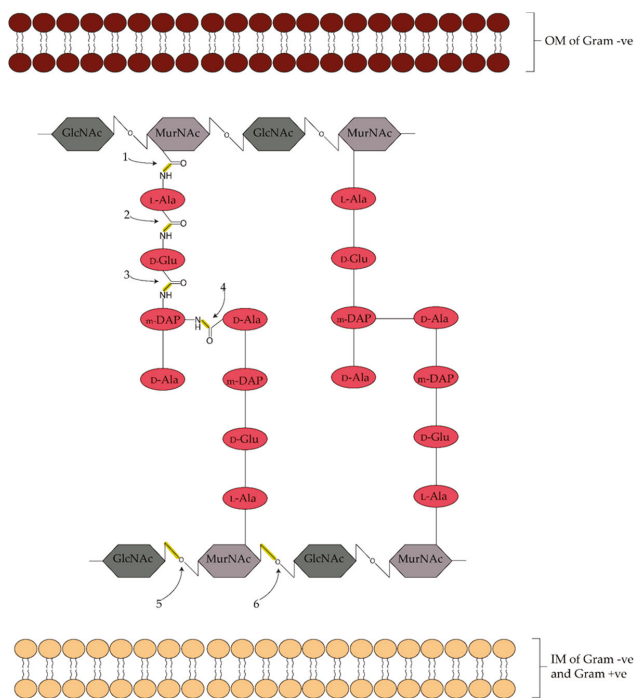 OM of Gram -ve
GlcNAc O MurNAc O GlcNAc O MurNAc
1 O
NH
L-Ala L-Ala
2 O
NH
D-Glu D-Glu
3 O 4
NH
m-DAP N H O D-Ala m-DAP D-Ala
D-Ala m-DAP D-Ala m-DAP
D-Glu D-Glu
L-Ala L-Ala
GlcNAc O MurNAc O GlcNAc O MurNAc
5 6
IM of Gram -ve
and Gram +ve